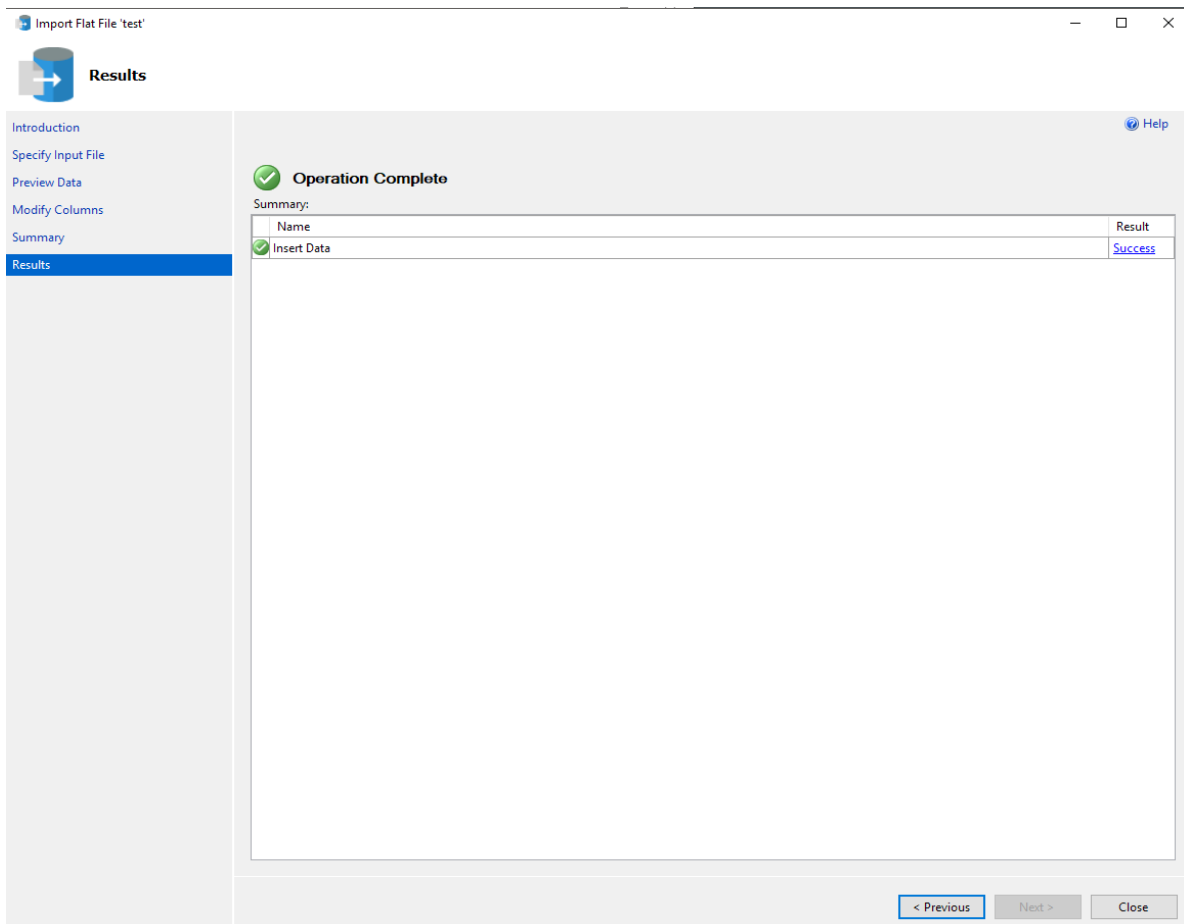 Import Flat File 'test'
Results
Introduction
Specify Input File
Preview Data
Modify Columns
Summary
Results
Help
Operation Complete
Summary:
Name Result
Insert Data Success
< Previous Next > Close